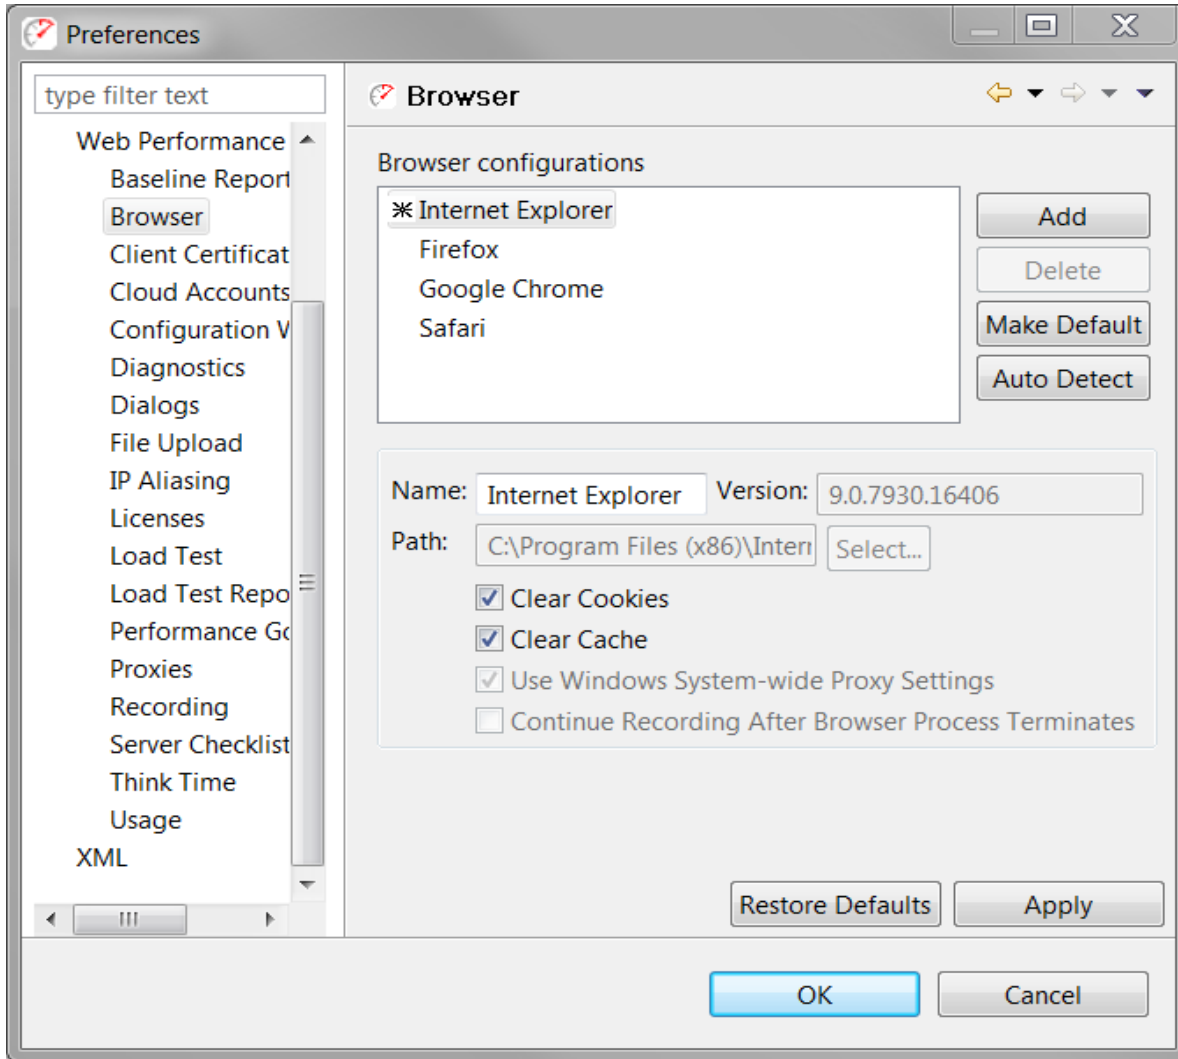 Preferences
type filter text
Web Performance
Baseline Report
Browser
Client Certificat
Cloud Accounts
Configuration V
Diagnostics
Dialogs
File Upload
IP Aliasing
Licenses
Load Test
Load Test Repo
Performance Go
Proxies
Recording
Server Checklist
Think Time
Usage
XML
Browser
Browser configurations
Internet Explorer
Firefox
Google Chrome
Safari
Add
Delete
Make Default
Auto Detect
Name: Internet Explorer Version: 9.0.7930.16406
Path: C:\Program Files (x86)\Intern Select...
Clear Cookies
Clear Cache
Use Windows System-wide Proxy Settings
Continue Recording After Browser Process Terminates
Restore Defaults Apply
OK Cancel